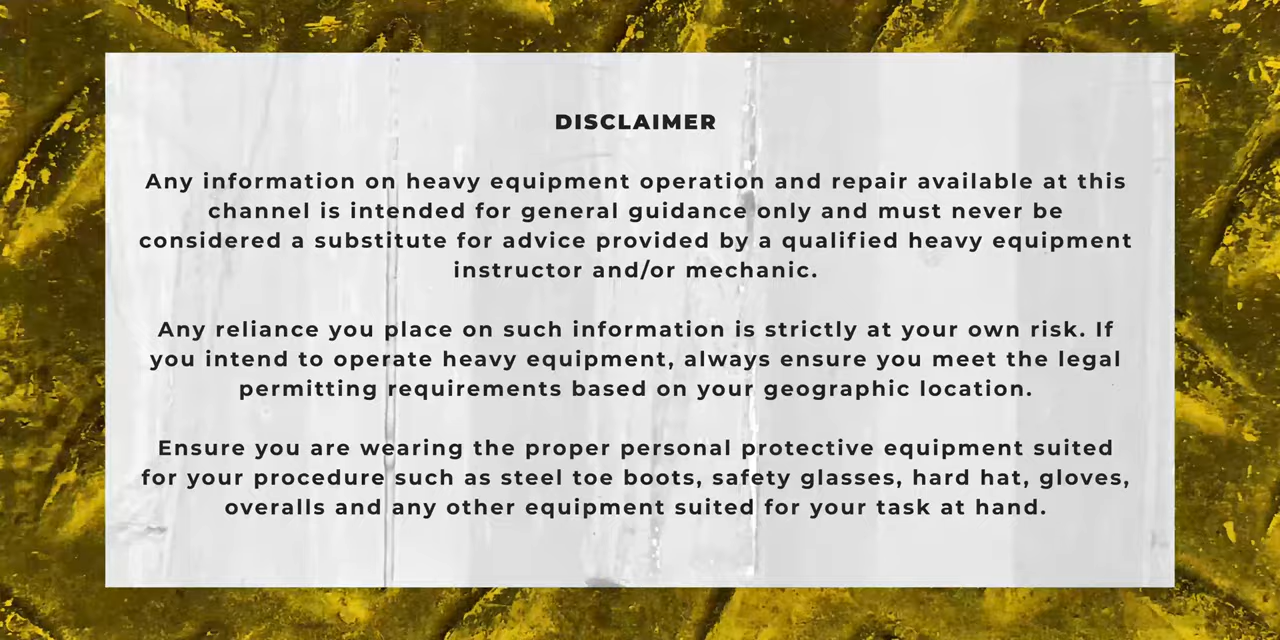 DISCLAIMER
Any information on heavy equipment operation and repair available at this
channel is intended for general guidance only and must never be
considered a substitute for advice provided by a qualified heavy equipment
instructor and/or mechanic.
Any reliance you place on such information is strictly at your own risk. If
you intend to operate heavy equipment, always ensure you meet the legal
permitting requirements based on your geographic location.
Ensure you are wearing the proper personal protective equipment suited
for your procedure such as steel toe boots, safety glasses, hard hat, gloves,
overalls and any other equipment suited for your task at hand.